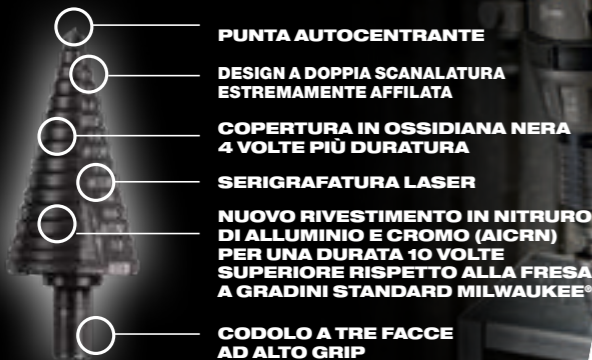 PUNTA AUTOCENTRANTE
DESIGN A DOPPIA SCANALATURA
ESTREMAMENTE AFFILATA
COPERTURA IN OSSIDIANA NERA
4 VOLTE PIÙ DURATURA
SERIGRAFATURA LASER
NUOVO RIVESTIMENTO IN NITRURO
DI ALLUMINIO E CROMO (AICRN)
PER UNA DURATA 10 VOLTE
SUPERIORE RISPETTO ALLA FRESA
A GRADINI STANDARD MILWAUKEE®
CODOLO A TRE FACCE
AD ALTO GRIP